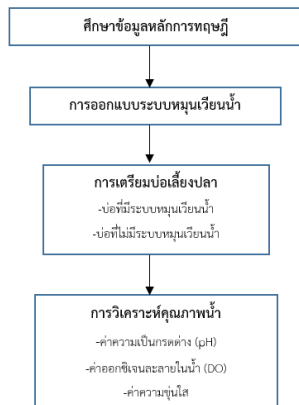 ศึกษาข้อมูลหลักการทฤษฎี
การออกแบบระบบหมุนเวียนน้ำ
การเตรียมบ่อเลี้ยงปลา
-บ่อที่มีระบบหมุนเวียนน้ำ
-บ่อที่ไม่มีระบบหมุนเวียนน้ำ
การวิเคราะห์คุณภาพน้ำ
-ค่าความเป็นกรดด่าง (pH)
-ค่าออกซิเจนละลายในน้ำ (DO)
-ค่าความขุ่นใส